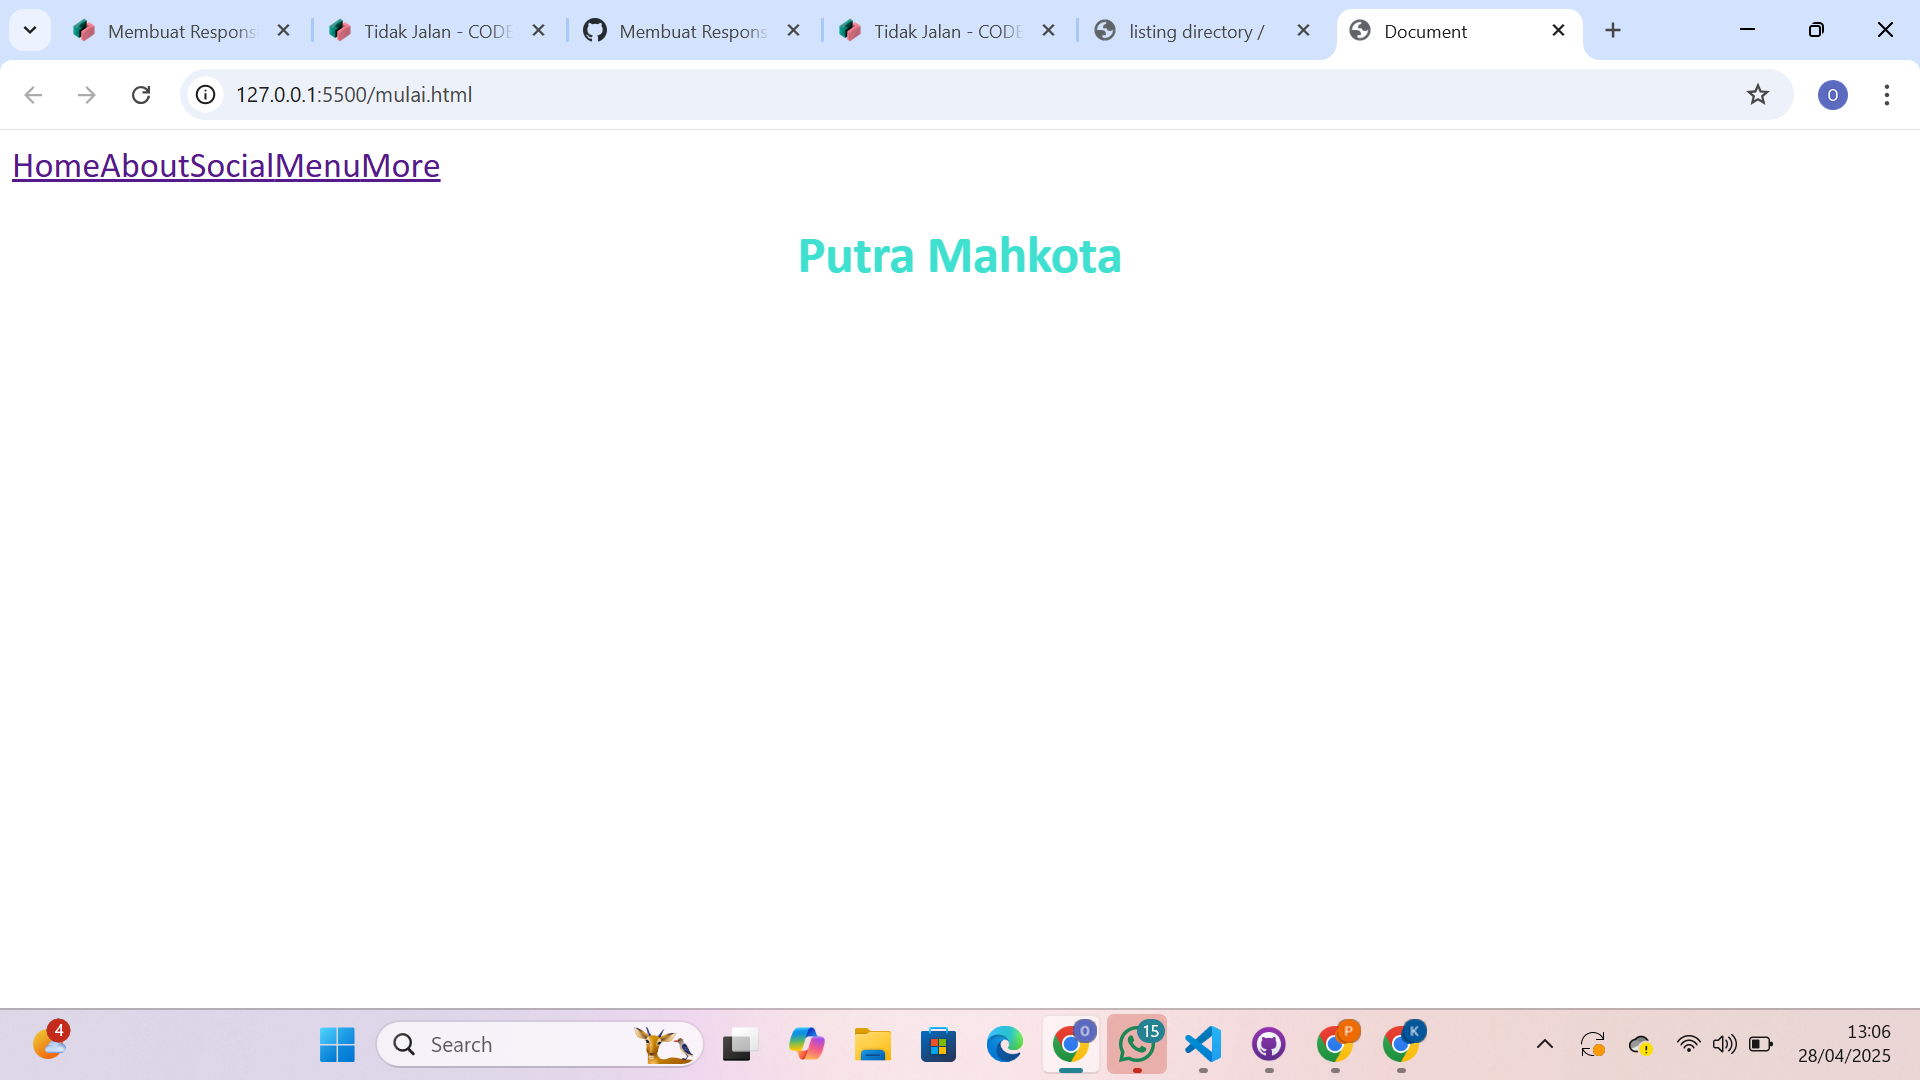 Membuat Respons
Tidak Jalan - CODE
Membuat Respons
Tidak Jalan - CODE
listing directory /
Document
127.0.0.1:5500/mulai.html
O
HomeAboutSocialMenuMore
Putra Mahkota
4
Search
O
15
P
K
13:06
28/04/2025